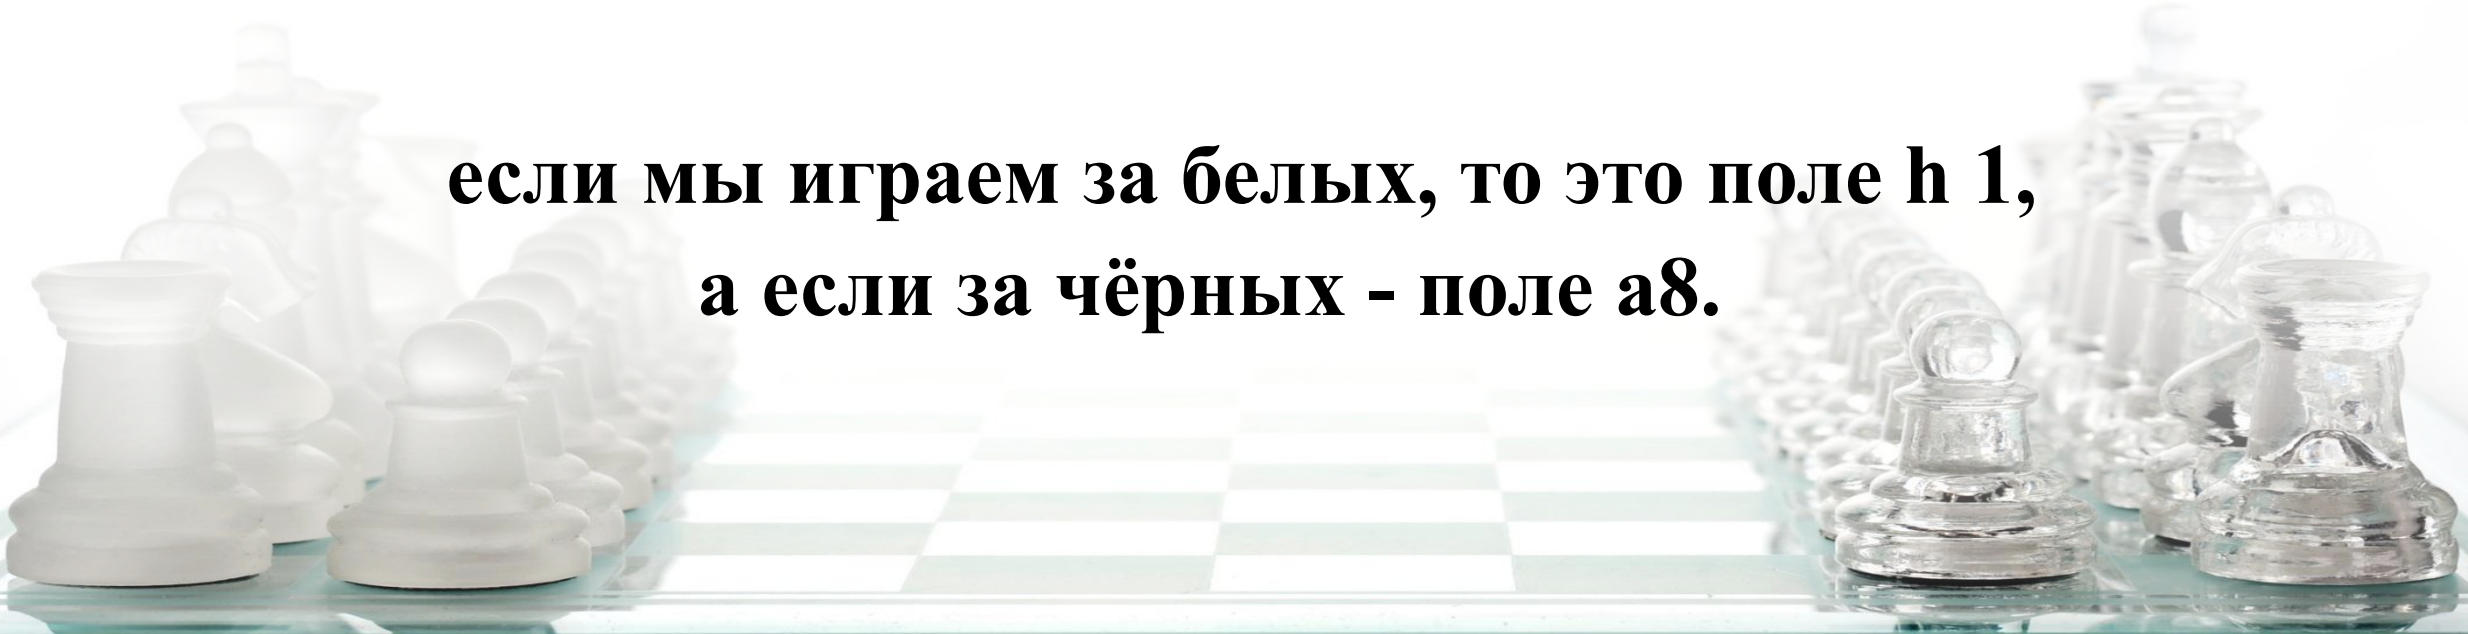 если мы играем за белых, то это поле h 1,
а если за чёрных - поле а8.